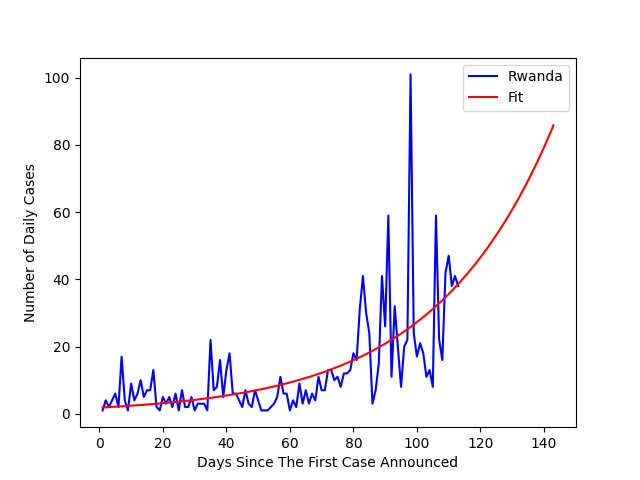 Rwanda
Fit
100
80
60
40
20
0
Number of Daily Cases
0 20 40 60 80 100 120 140
Days Since The First Case Announced